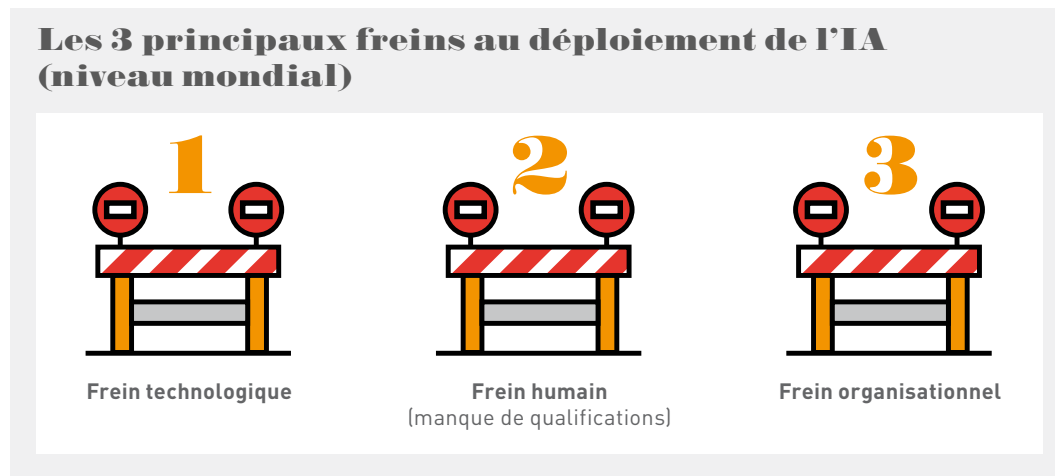 Les 3 principaux freins au déploiement de l'IA
(niveau mondial)
1
2
3
Frein technologique
Frein humain
(manque de qualifications)
Frein organisationnel